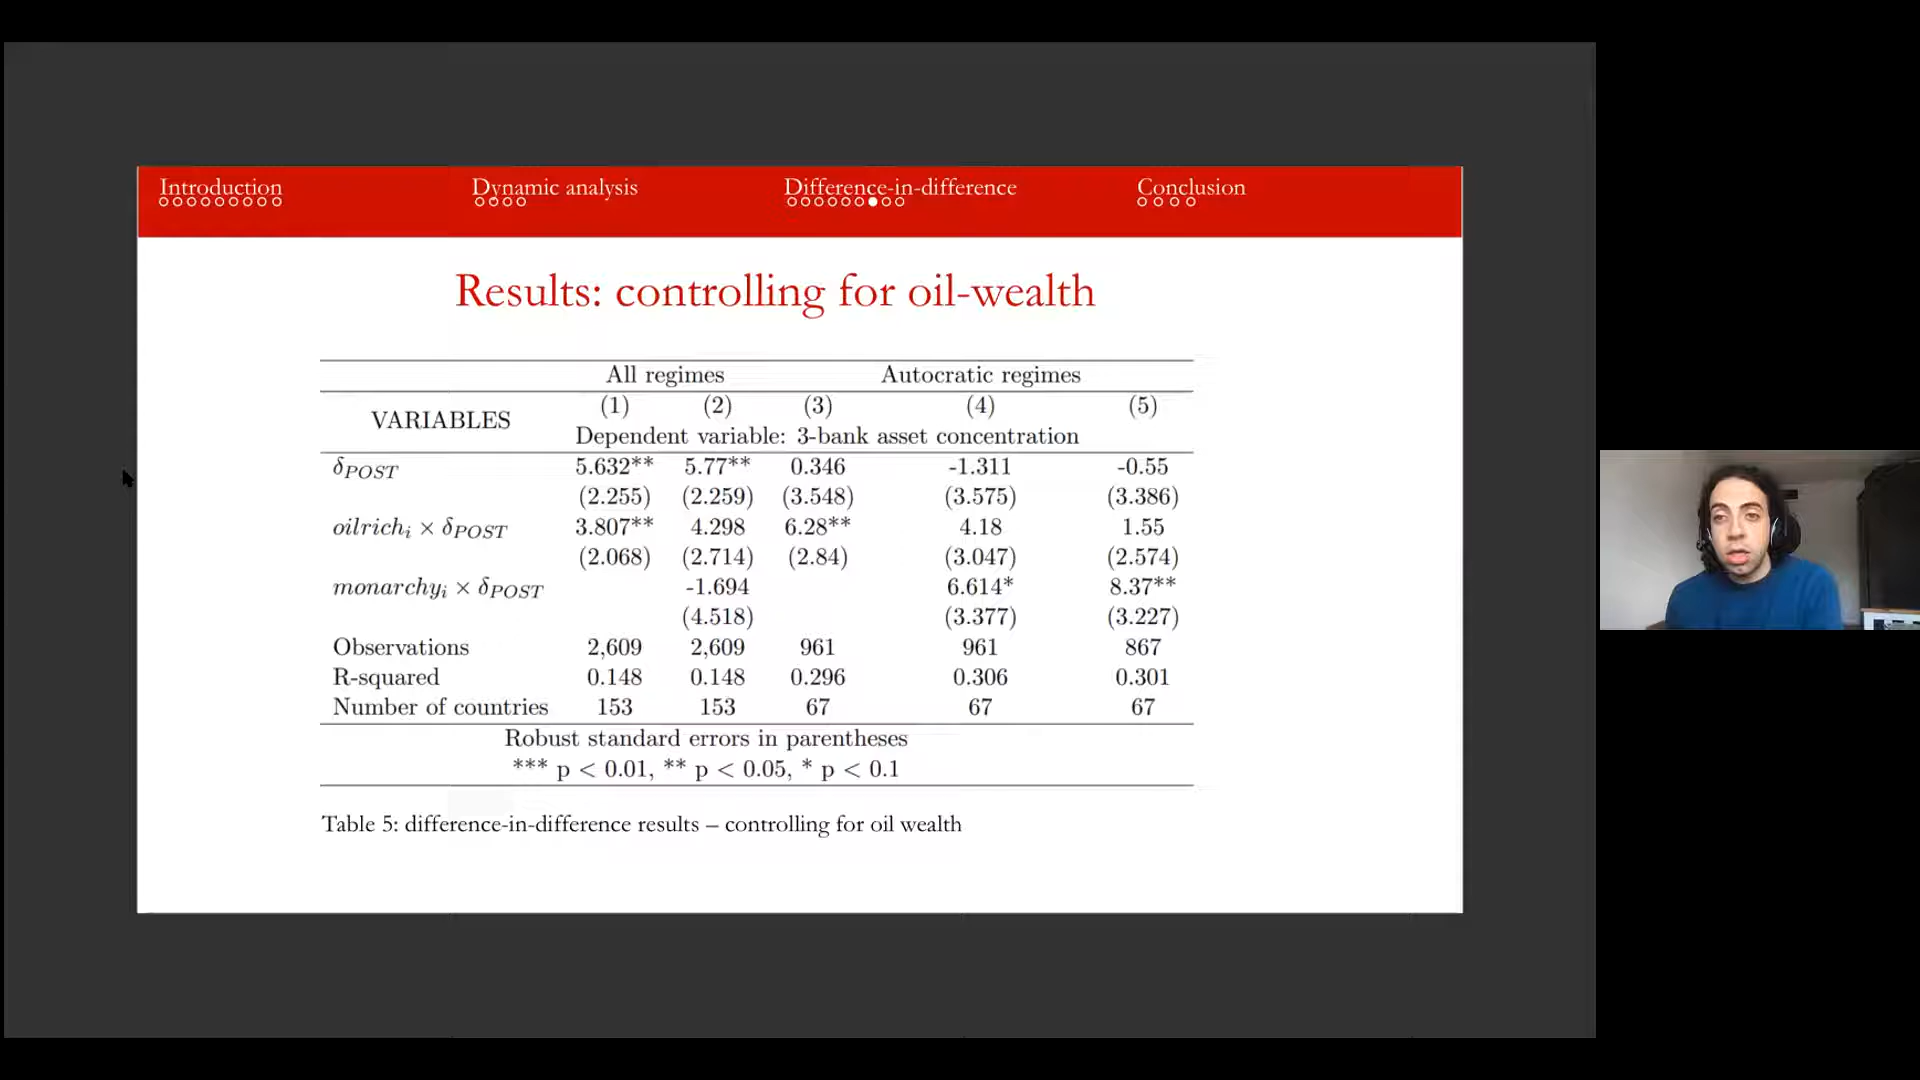 Introduction Dynamic analysis Difference-in-difference Conclusion
Results: controlling for oil-wealth
All regimes Autocratic regimes
VARIABLES (1) (2) (3) (4) (5)
Dependent variable: 3-bank asset concentration
δPOST 5.632** 5.77** 0.346 -1.311 -0.55
(2.255) (2.259) (3.548) (3.575) (3.386)
oilrichi × δPOST 3.807** 4.298 6.28** 4.18 1.55
(2.068) (2.714) (2.84) (3.047) (2.574)
monarchyi × δPOST -1.694 6.614* 8.37**
(4.518) (3.377) (3.227)
Observations 2,609 2,609 961 961 867
R-squared 0.148 0.148 0.296 0.306 0.301
Number of countries 153 153 67 67 67
Robust standard errors in parentheses
*** p < 0.01, ** p < 0.05, * p < 0.1
Table 5: difference-in-difference results – controlling for oil wealth